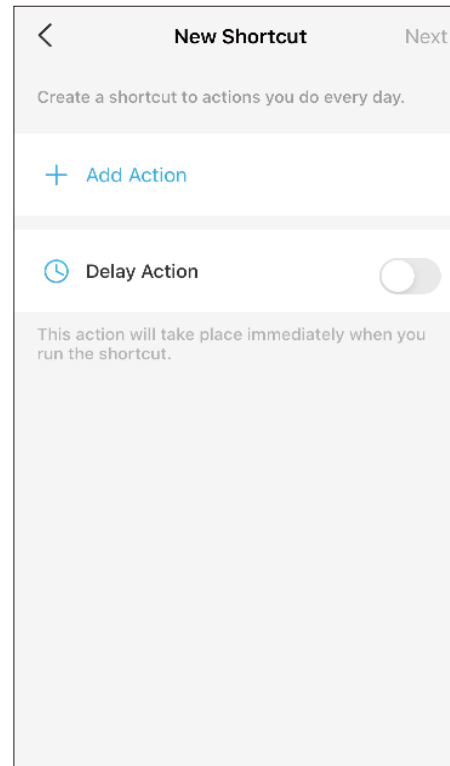 New Shortcut
Next
Create a shortcut to actions you do every day.
Add Action
Delay Action
This action will take place immediately when you
run the shortcut.